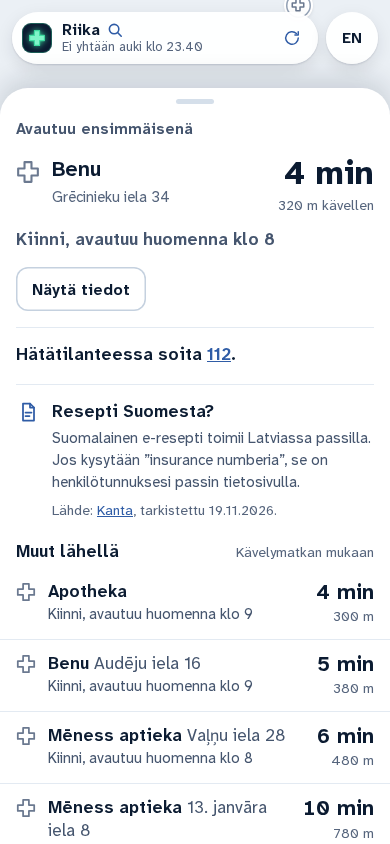 Riika
Ei yhtään auki klo 23.40
EN
Avautuu ensimmäisenä
Benu
4 min
Grēcinieku iela 34
320 m kävellen
Kiinni, avautuu huomenna klo 8
Näytä tiedot
Hätätilanteessa soita 112.
Resepti Suomesta?
Suomalainen e-resepti toimii Latviassa passilla.
Jos kysytään ”insurance numberia”, se on
henkilötunnuksesi passin tietosivulla.
Lähde: Kanta, tarkistettu 19.11.2026.
Muut lähellä
Kävelymatkan mukaan
Apotheka
4 min
Kiinni, avautuu huomenna klo 9
300 m
Benu Audēju iela 16
5 min
Kiinni, avautuu huomenna klo 9
380 m
Mēness aptieka Vaļņu iela 28
6 min
Kiinni, avautuu huomenna klo 8
480 m
Mēness aptieka 13. janvāra
iela 8
10 min
780 m